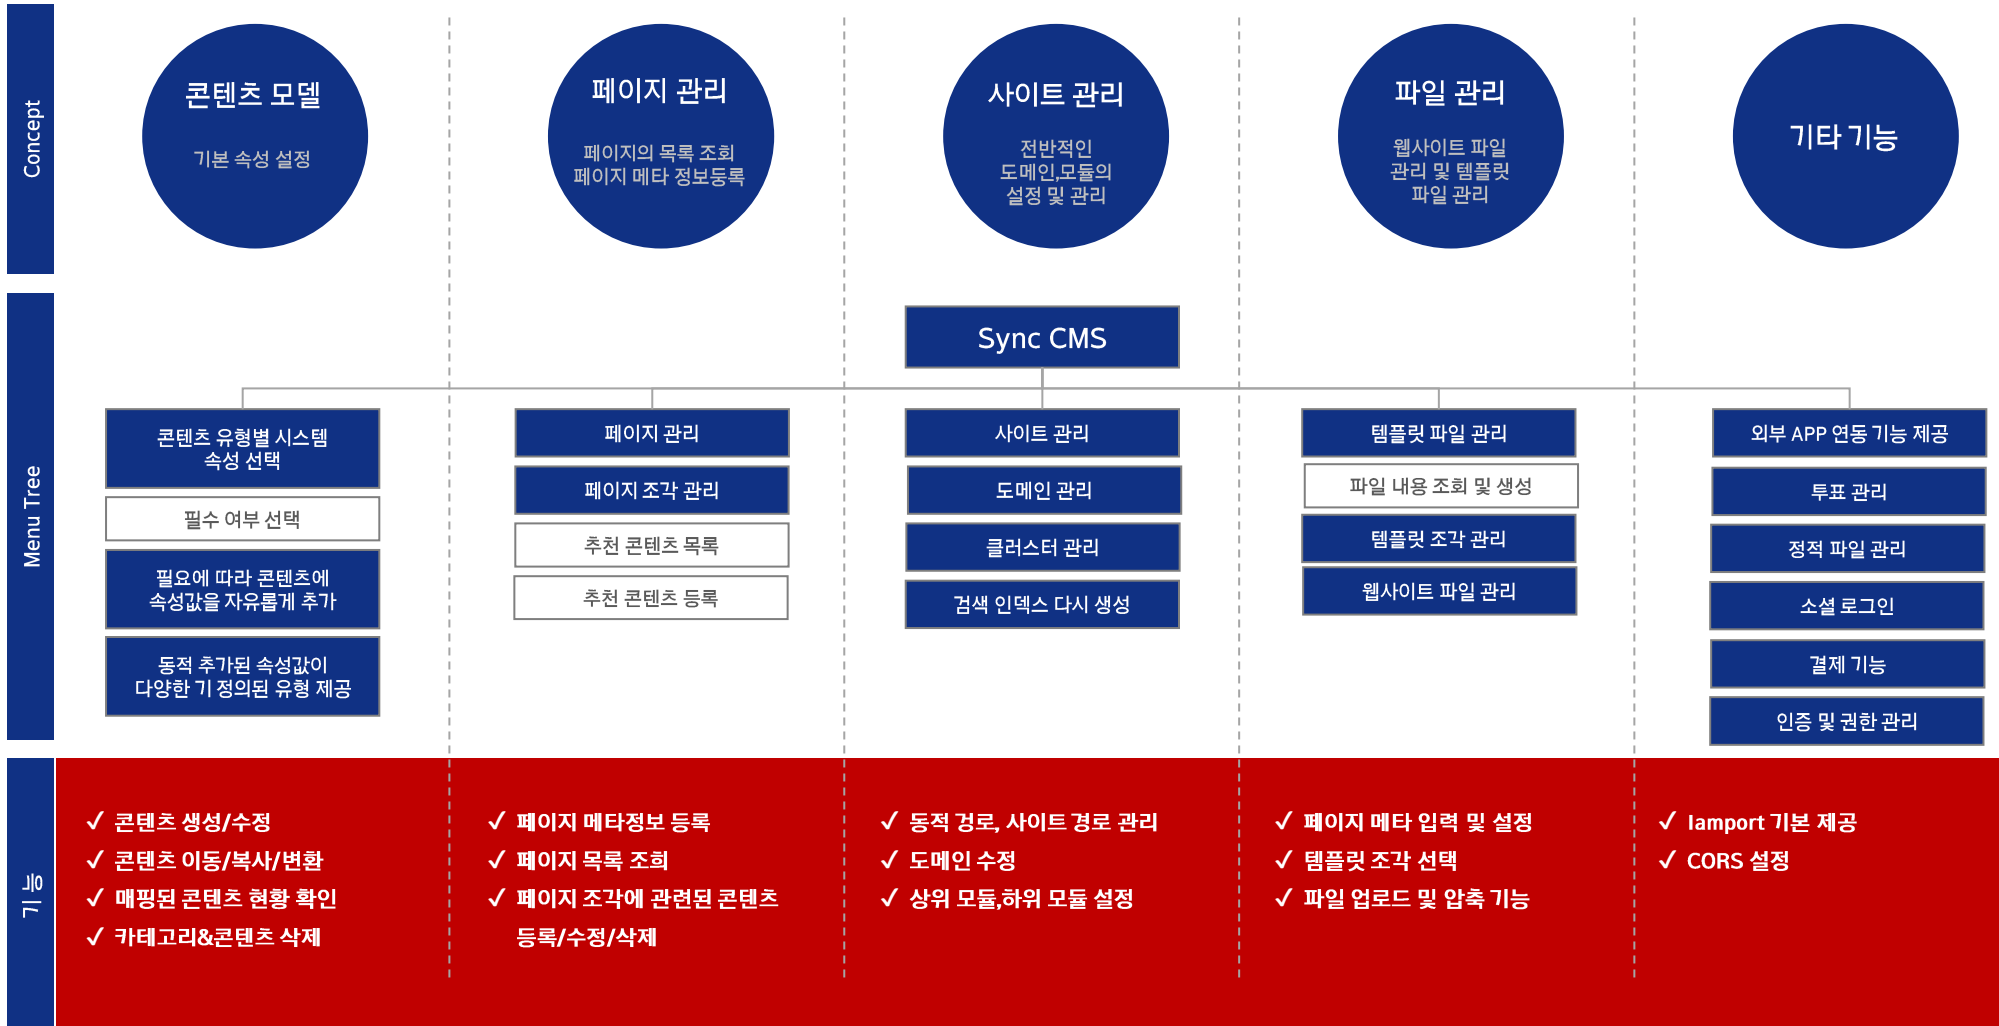 Concept
콘텐츠 모델
기본 속성 설정
페이지 관리
페이지의 목록 조회
페이지 메타 정보등록
사이트 관리
전반적인
도메인,모듈의
설정 및 관리
파일 관리
웹사이트 파일
관리 및 템플릿
파일 관리
기타 기능
Menu Tree
Sync CMS
콘텐츠 유형별 시스템
속성 선택
필수 여부 선택
필요에 따라 콘텐츠에
속성값을 자유롭게 추가
동적 추가된 속성값이
다양한 기 정의된 유형 제공
페이지 관리
페이지 조각 관리
추천 콘텐츠 목록
추천 콘텐츠 등록
사이트 관리
도메인 관리
클러스터 관리
검색 인덱스 다시 생성
템플릿 파일 관리
파일 내용 조회 및 생성
템플릿 조각 관리
웹사이트 파일 관리
외부 APP 연동 기능 제공
투표 관리
정적 파일 관리
소셜 로그인
결제 기능
인증 및 권한 관리
기능
✓ 콘텐츠 생성/수정
✓ 콘텐츠 이동/복사/변환
✓ 매핑된 콘텐츠 현황 확인
✓ 카테고리&콘텐츠 삭제
✓ 페이지 메타정보 등록
✓ 페이지 목록 조희
✓ 페이지 조각에 관련된 콘텐츠
등록/수정/삭제
✓ 동적 겅로, 사이트 경로 관리
✓ 도메인 수정
✓ 상위 모듈,하위 모듈 설정
✓ 페이지 메타 입력 및 설정
✓ 템플릿 조각 선택
✓ 파일 업로드 및 압축 기능
✓ Iamport 기본 제공
✓ CORS 설정